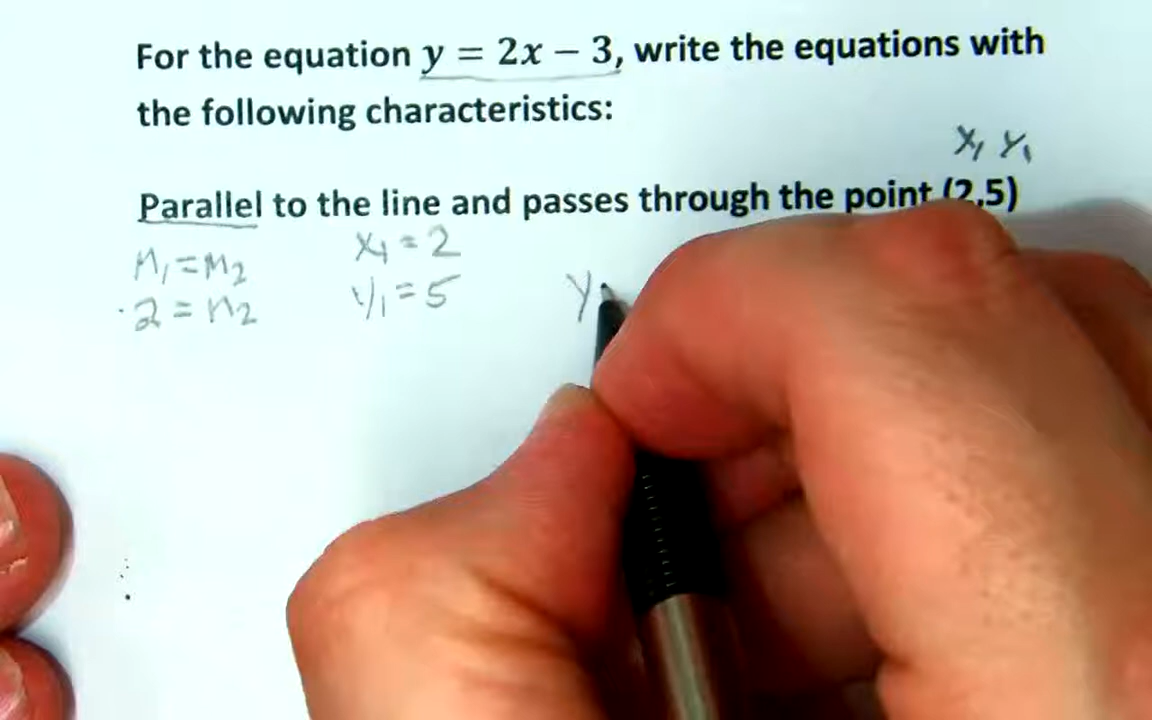 For the equation y = 2x − 3, write the equations with
the following characteristics:
x₁ y₁
Parallel to the line and passes through the point (2,5)
M₁ = M₂
2 = M₂
x₁ = 2
y₁ = 5
y